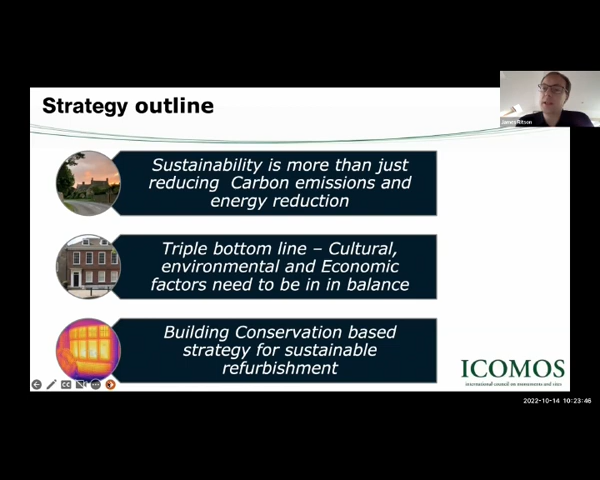 Strategy outline
James Ritson
Sustainability is more than just
reducing Carbon emissions and
energy reduction
Triple bottom line – Cultural,
environmental and Economic
factors need to be in in balance
Building Conservation based
strategy for sustainable
refurbishment
ICOMOS
international council on monuments and sites
2022-10-14 10:23:46